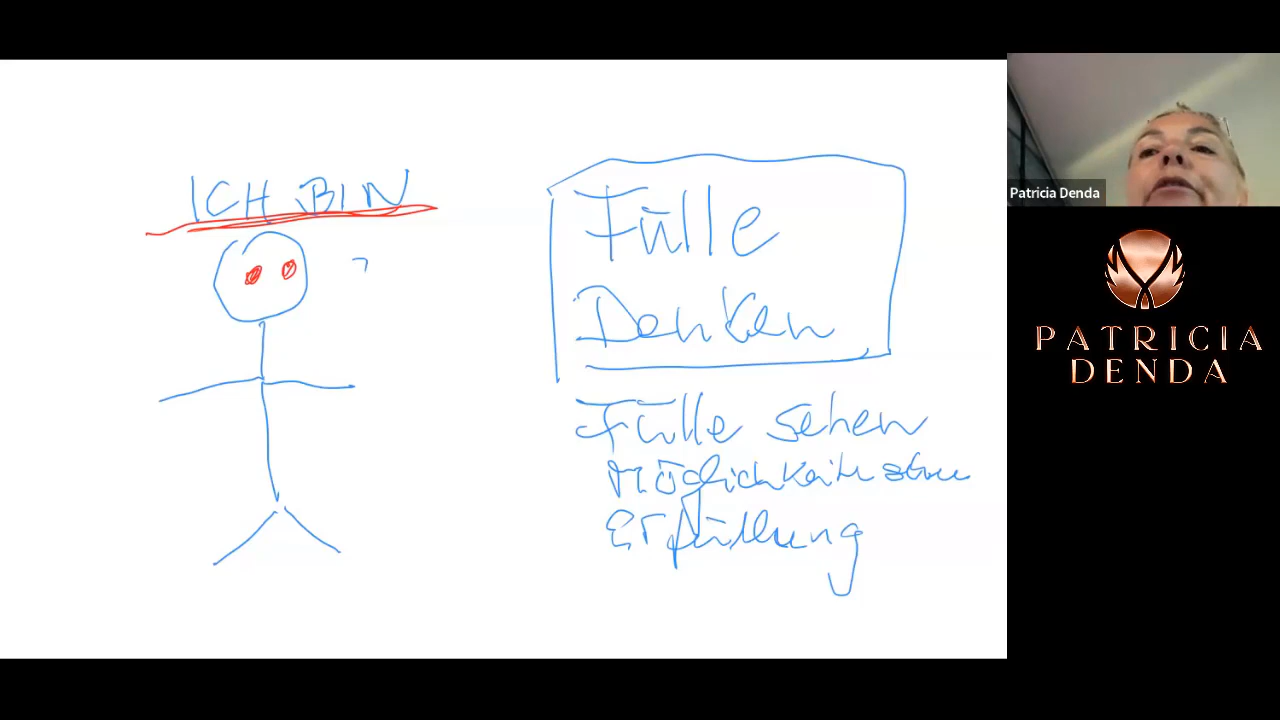 ICH BIN
Fülle
Denken
Fülle sehen
Möglichkeiten sehen
Erfüllung
Patricia Denda
PATRICIA
DENDA